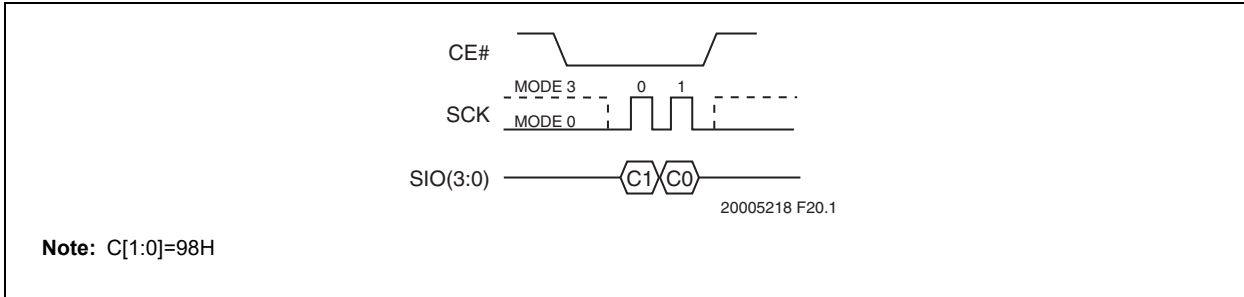 CE#
MODE 3 0 1
SCK
MODE 0
SIO(3:0) C1 C0
20005218 F20.1
Note: C[1:0]=98H